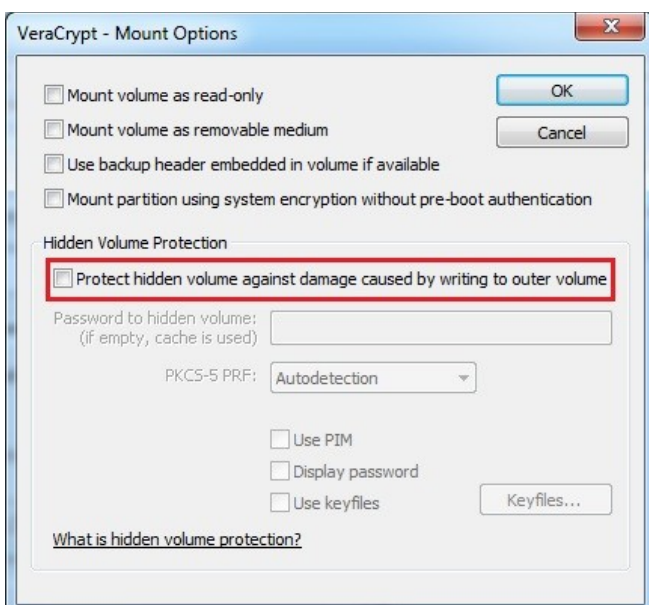 VeraCrypt - Mount Options
Mount volume as read-only
OK
Mount volume as removable medium
Cancel
Use backup header embedded in volume if available
Mount partition using system encryption without pre-boot authentication
Hidden Volume Protection
Protect hidden volume against damage caused by writing to outer volume
Password to hidden volume:
(if empty, cache is used)
PKCS-5 PRF:
Autodetection
Use PIM
Display password
Use keyfiles
Keyfiles...
What is hidden volume protection?